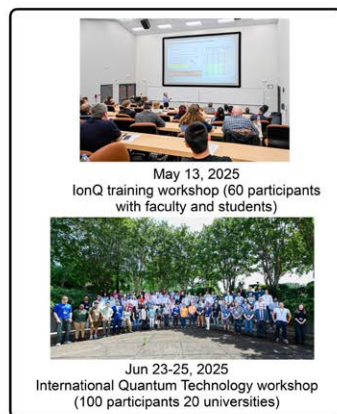 May 13, 2025
IonQ training workshop (60 participants
with faculty and students)
Jun 23-25, 2025
International Quantum Technology workshop
(100 participants 20 universities)